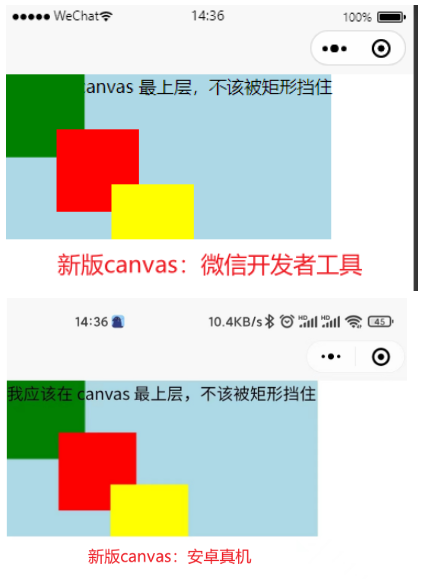 WeChat
14:36
100%
canvas 最上层，不该被矩形挡住
新版canvas：微信开发者工具
14:36
10.4KB/s HD HD 45
我应该在 canvas 最上层，不该被矩形挡住
新版canvas：安卓真机